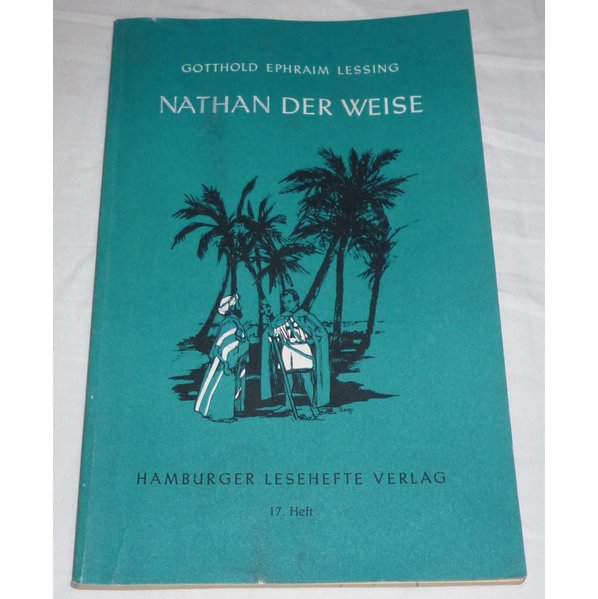 GOTTHOLD EPHRAIM LESSING
NATHAN DER WEISE
HAMBURGER LESEHEFTE VERLAG
17. Heft